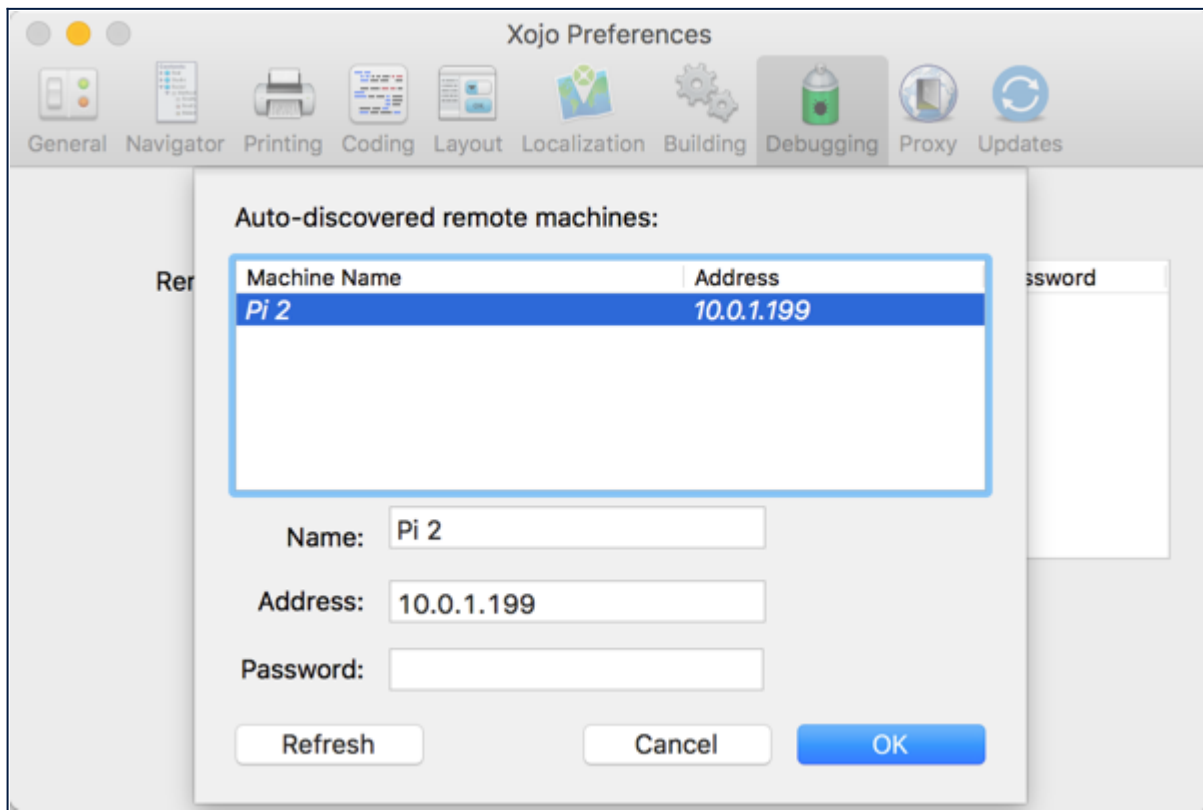 Xojo Preferences
General Navigator Printing Coding Layout Localization Building Debugging Proxy Updates
Auto-discovered remote machines:
Machine Name Address
Pi 2 10.0.1.199
Name: Pi 2
Address: 10.0.1.199
Password:
Refresh Cancel OK